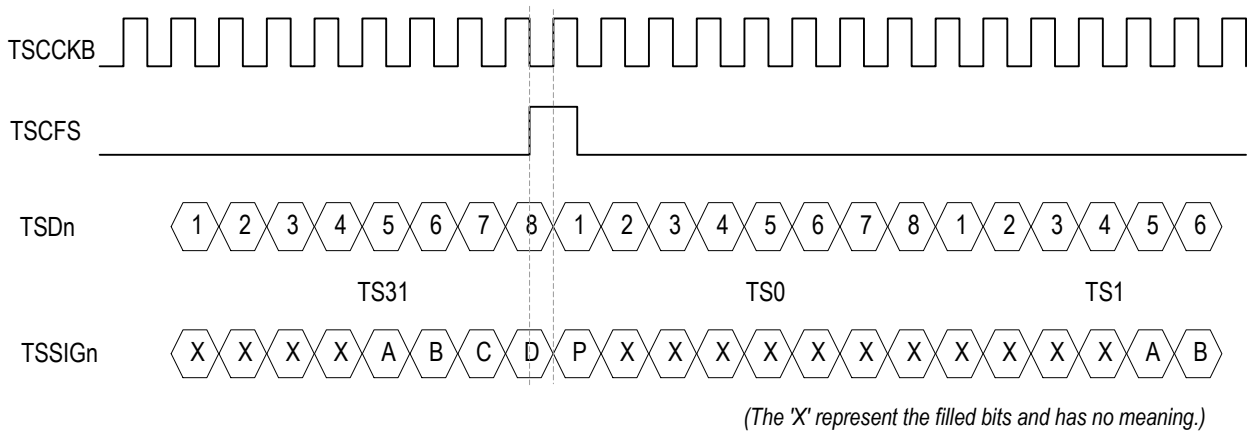 TSCCKB
TSCFS
TSDn 1 2 3 4 5 6 7 8 1 2 3 4 5 6 7 8 1 2 3 4 5 6
TS31 TS0 TS1
TSSIGn X X X X A B C D P X X X X X X X X X X X A B
(The 'X' represent the filled bits and has no meaning.)